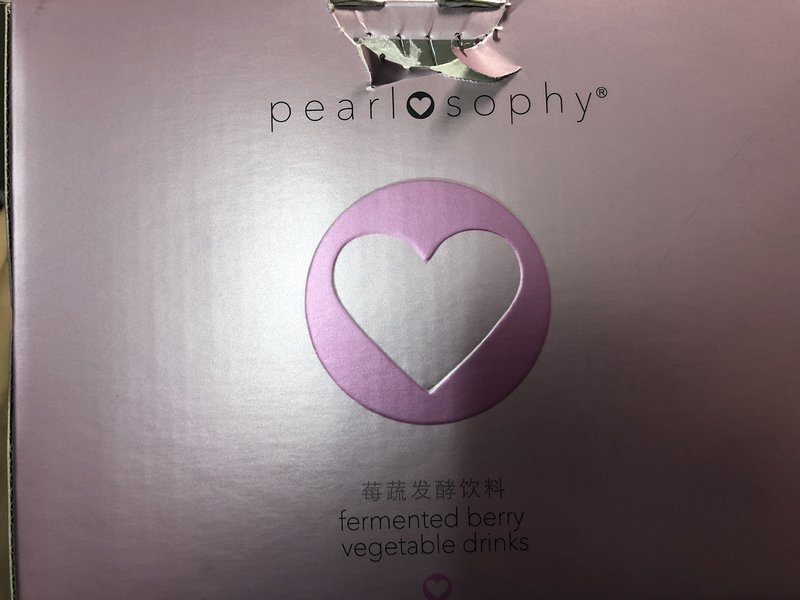 pearlosophy®
莓蔬发酵饮料
fermented berry
vegetable drinks